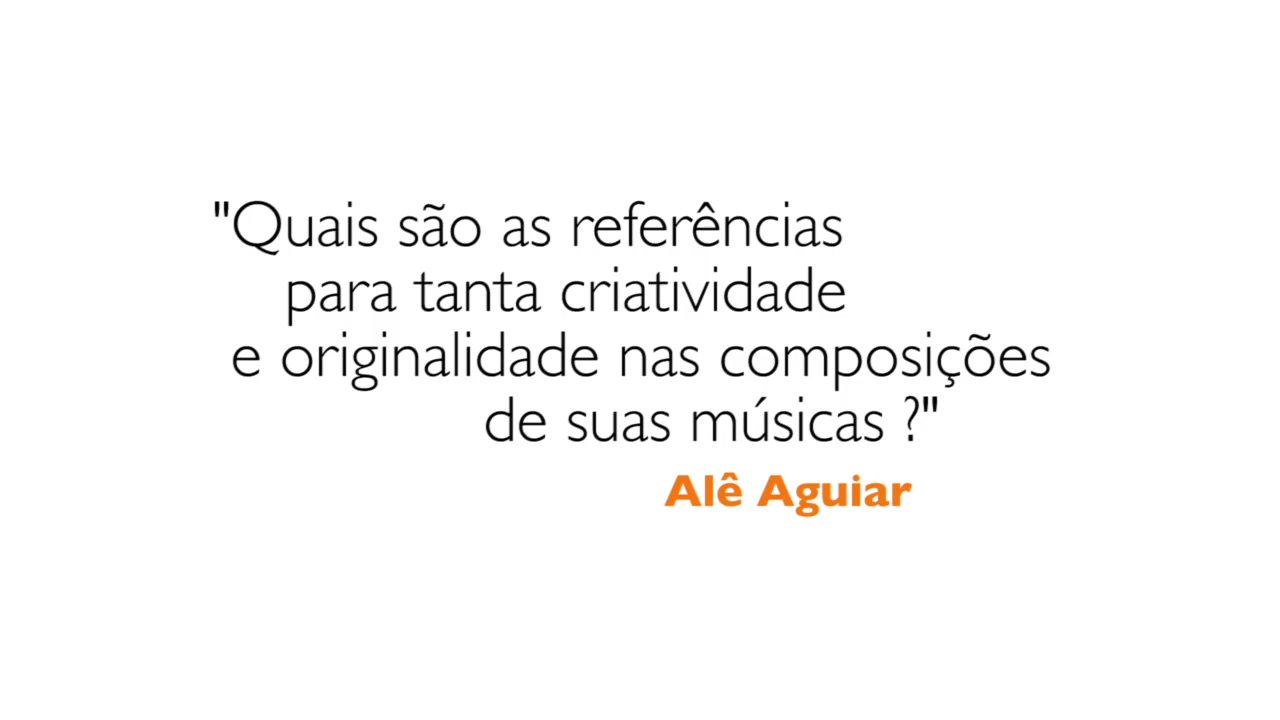 "Quais são as referências
para tanta criatividade
e originalidade nas composições
de suas músicas ?"
Alê Aguiar